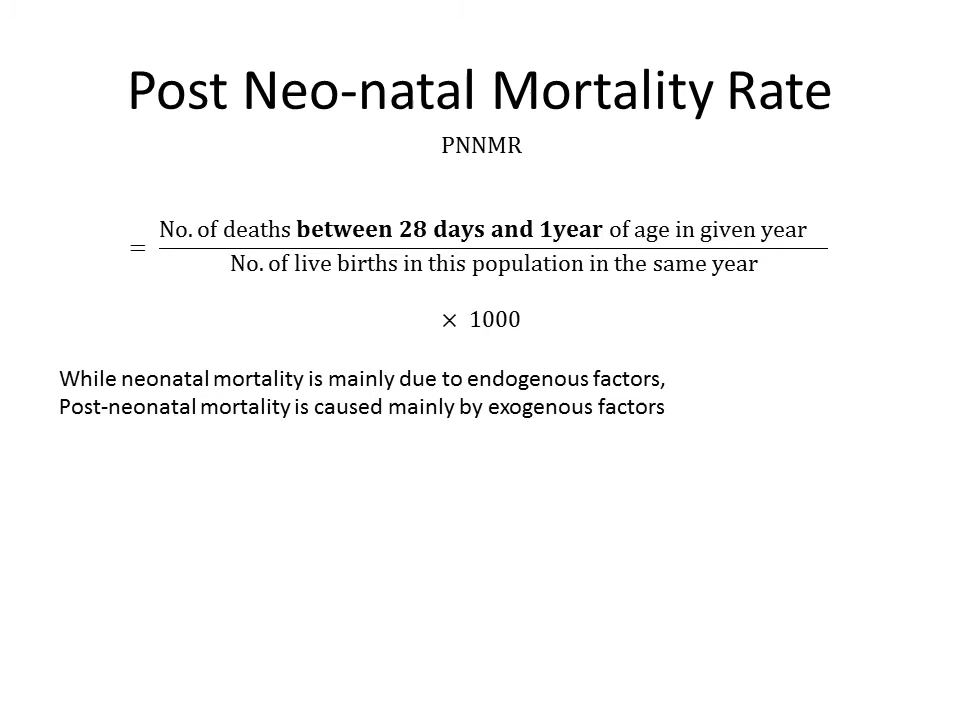 Post Neo-natal Mortality Rate
PNNMR
= No. of deaths between 28 days and 1year of age in given year
No. of live births in this population in the same year
× 1000
While neonatal mortality is mainly due to endogenous factors,
Post-neonatal mortality is caused mainly by exogenous factors